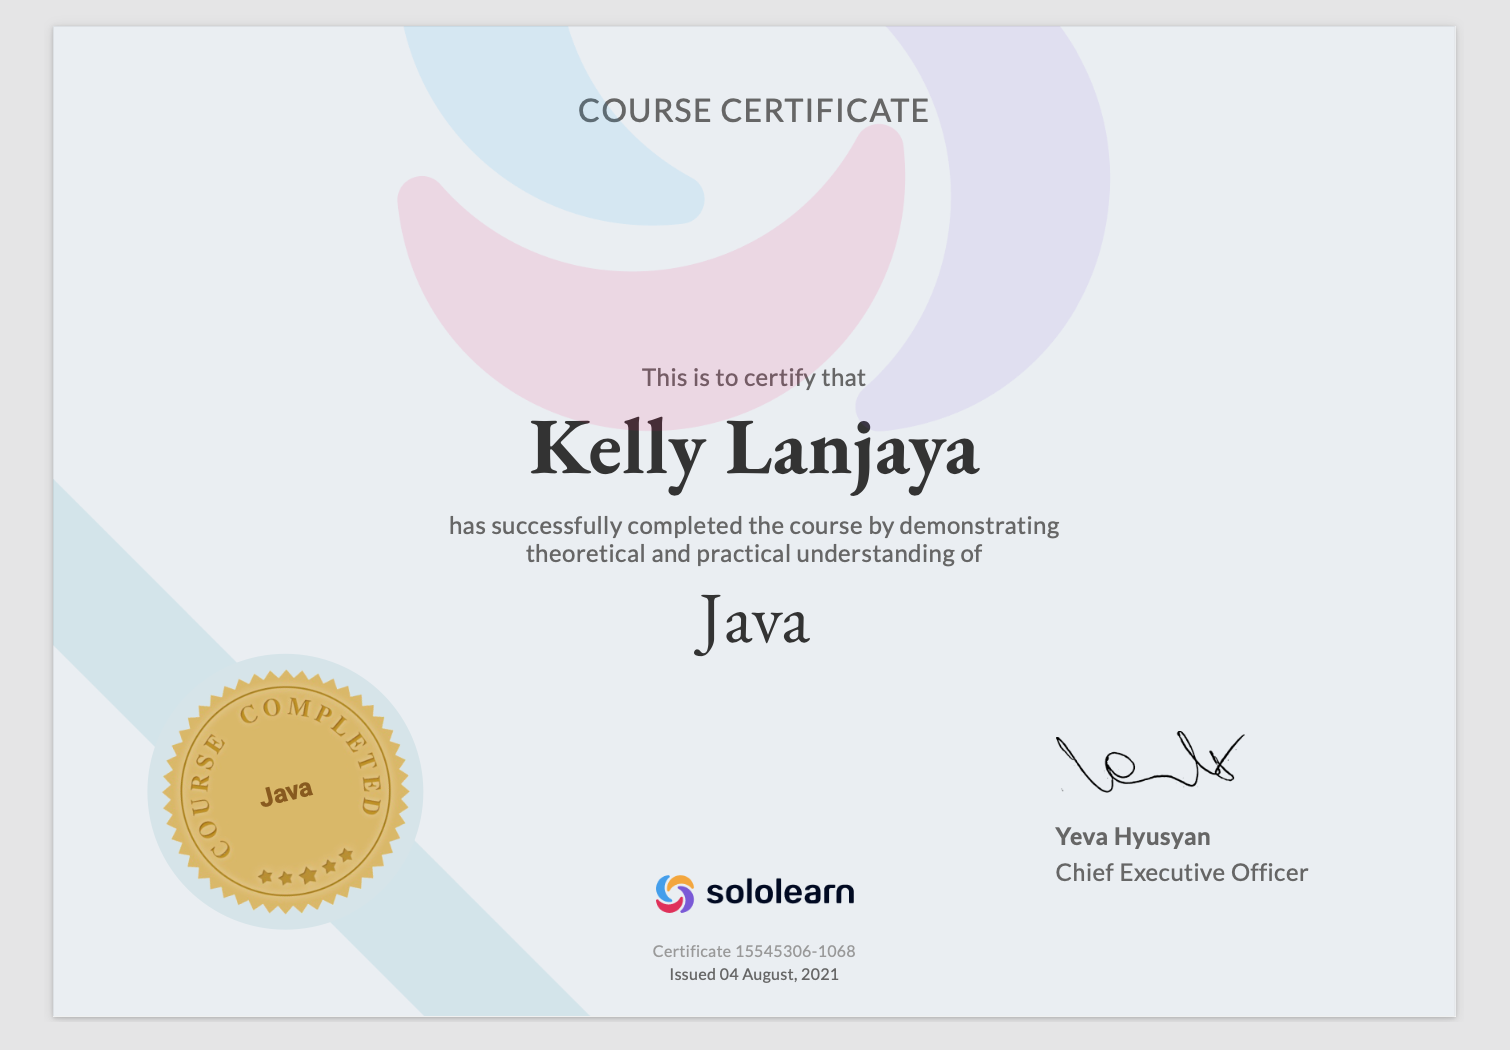 COURSE CERTIFICATE
This is to certify that
Kelly Lanjaya
has successfully completed the course by demonstrating
theoretical and practical understanding of
Java
COURSE COMPLETED
Java
Yeva Hyusyan
Chief Executive Officer
sololearn
Certificate 15545306-1068
Issued 04 August, 2021